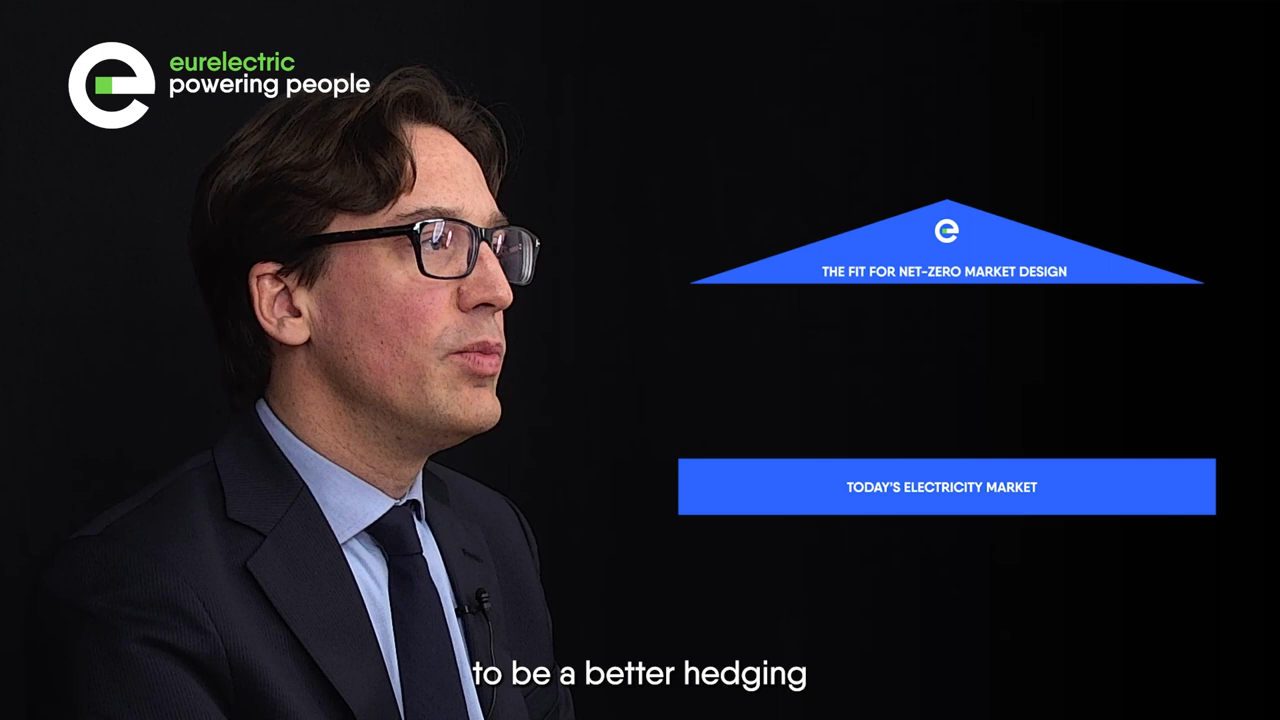 eurelectric
powering people
THE FIT FOR NET-ZERO MARKET DESIGN
TODAY'S ELECTRICITY MARKET
to be a better hedging